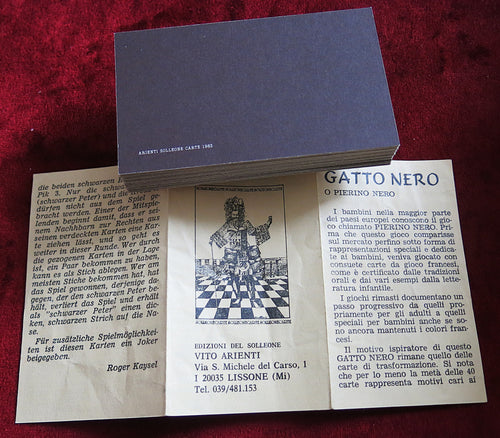 ARIENTI SOLLEONE CARTE 1983
die beiden schwarzen
Pik 3. Nur die schwa
(schwarzer Peter) und die Kreu
dürfen nicht aus dem Spiel ge-
bracht werden. Einer der Mitspie-
lenden beginnt damit, dass er sei-
nem Nachbarn zur Rechten aus
seinen verdeckten Karten eine Kar-
te ziehen lässt, und so geht es
weiter in dieser Runde. Wer durch
die gezogenen Karten in der Lage
ist, ein Paar bekommen zu haben,
kann es als Stich ablegen. Wer am
meisten Stiche bekommen hat, hat
das Spiel gewonnen, derjenige da-
gegen, der den schwarzen Peter be-
hält, verliert das Spiel und erhält
als "schwarzer Peter" einen dic-
ken, schwarzen Strich auf die Na-
se.
Für zusätzliche Spielmöglichkei-
ten ist diesen Karten ein Joker
beigegeben.
Roger Kaysel
EDIZIONI DEL SOLLEONE
VITO ARIENTI
Via S. Michele del Carso, 1
I 20035 LISSONE (Mi)
Tel. 039/481.153
GATTO NERO
O PIERINO NERO
I bambini nella maggior parte
dei paesi europei conoscono il gio-
co chiamato PIERINO NERO. Pri-
ma che questo gioco comparisse
sul mercato perfino sotto forma di
rappresentazioni speciali e dedica-
te ai bambini, veniva giocato con
consuete carte da gioco francesi,
come è certificato dalle tradizioni
orali e dai vari esempi dalla lette-
ratura infantile.
I giochi rimasti documentano un
passo progressivo da quelli pro-
priamente per gli adulti a quelli
speciali per bambini anche se so-
no ancora mantenuti i colori fran-
cesi.
Il motivo ispiratore di questo
GATTO NERO rimane quello delle
carte di trasformazione. Si nota
che per lo meno la metà delle 40
carte rappresenta motivi cari ai